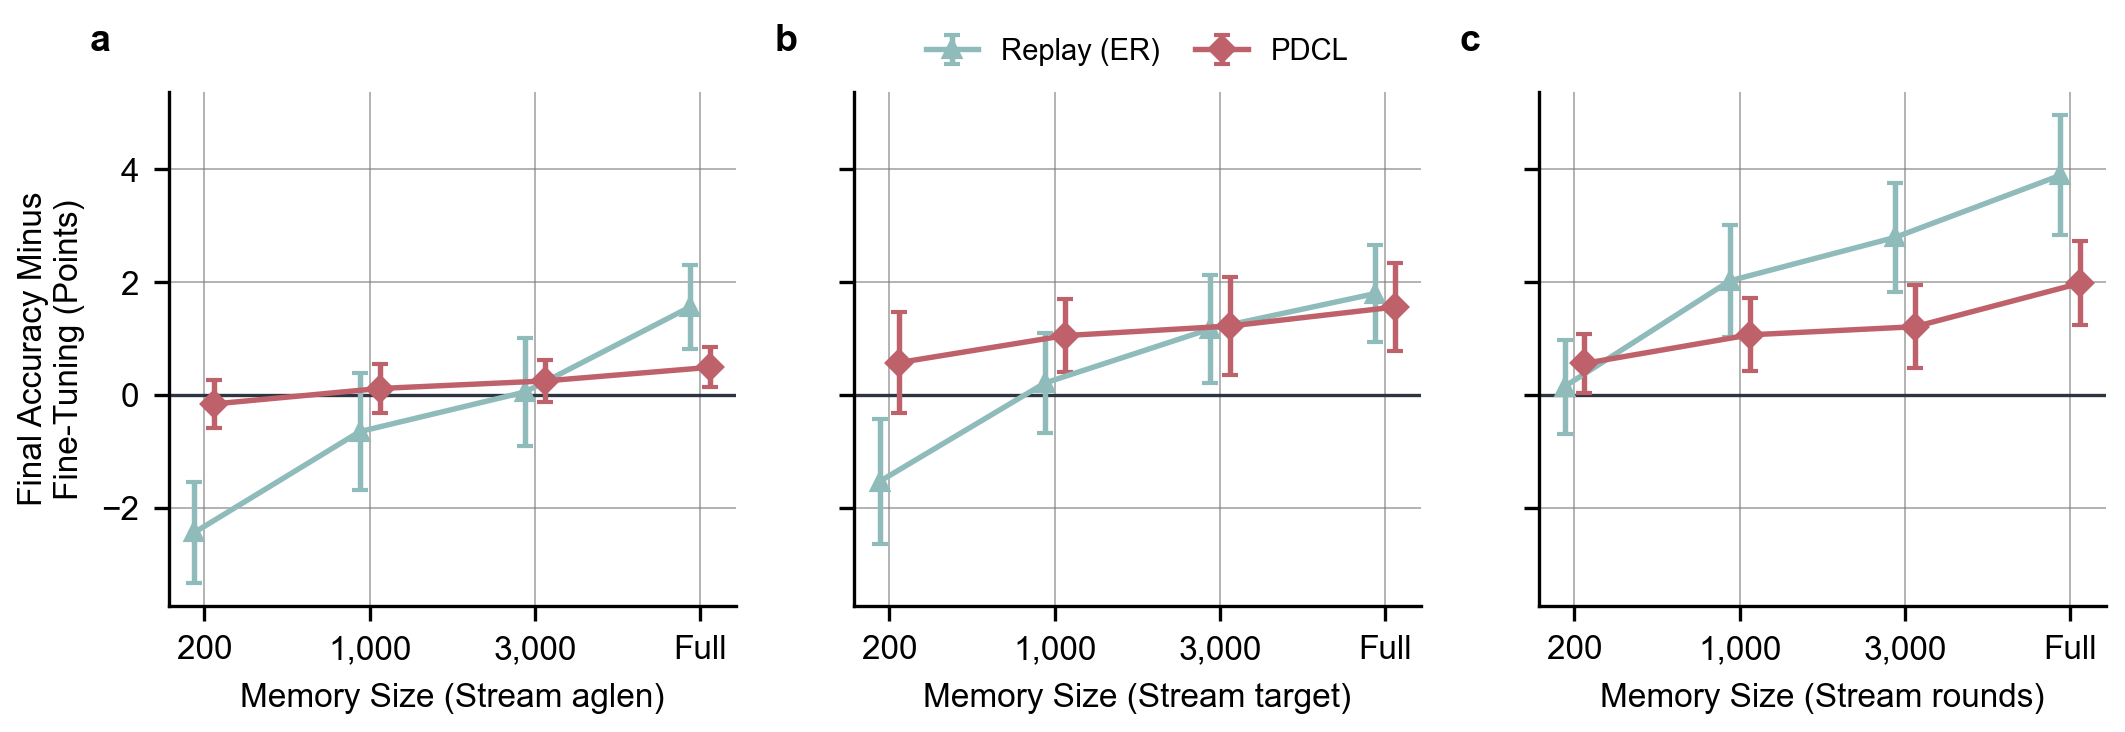 a
b
c
Replay (ER)
PDCL
Final Accuracy Minus
Fine-Tuning (Points)
4
2
0
−2
200 1,000 3,000 Full
Memory Size (Stream aglen)
200 1,000 3,000 Full
Memory Size (Stream target)
200 1,000 3,000 Full
Memory Size (Stream rounds)